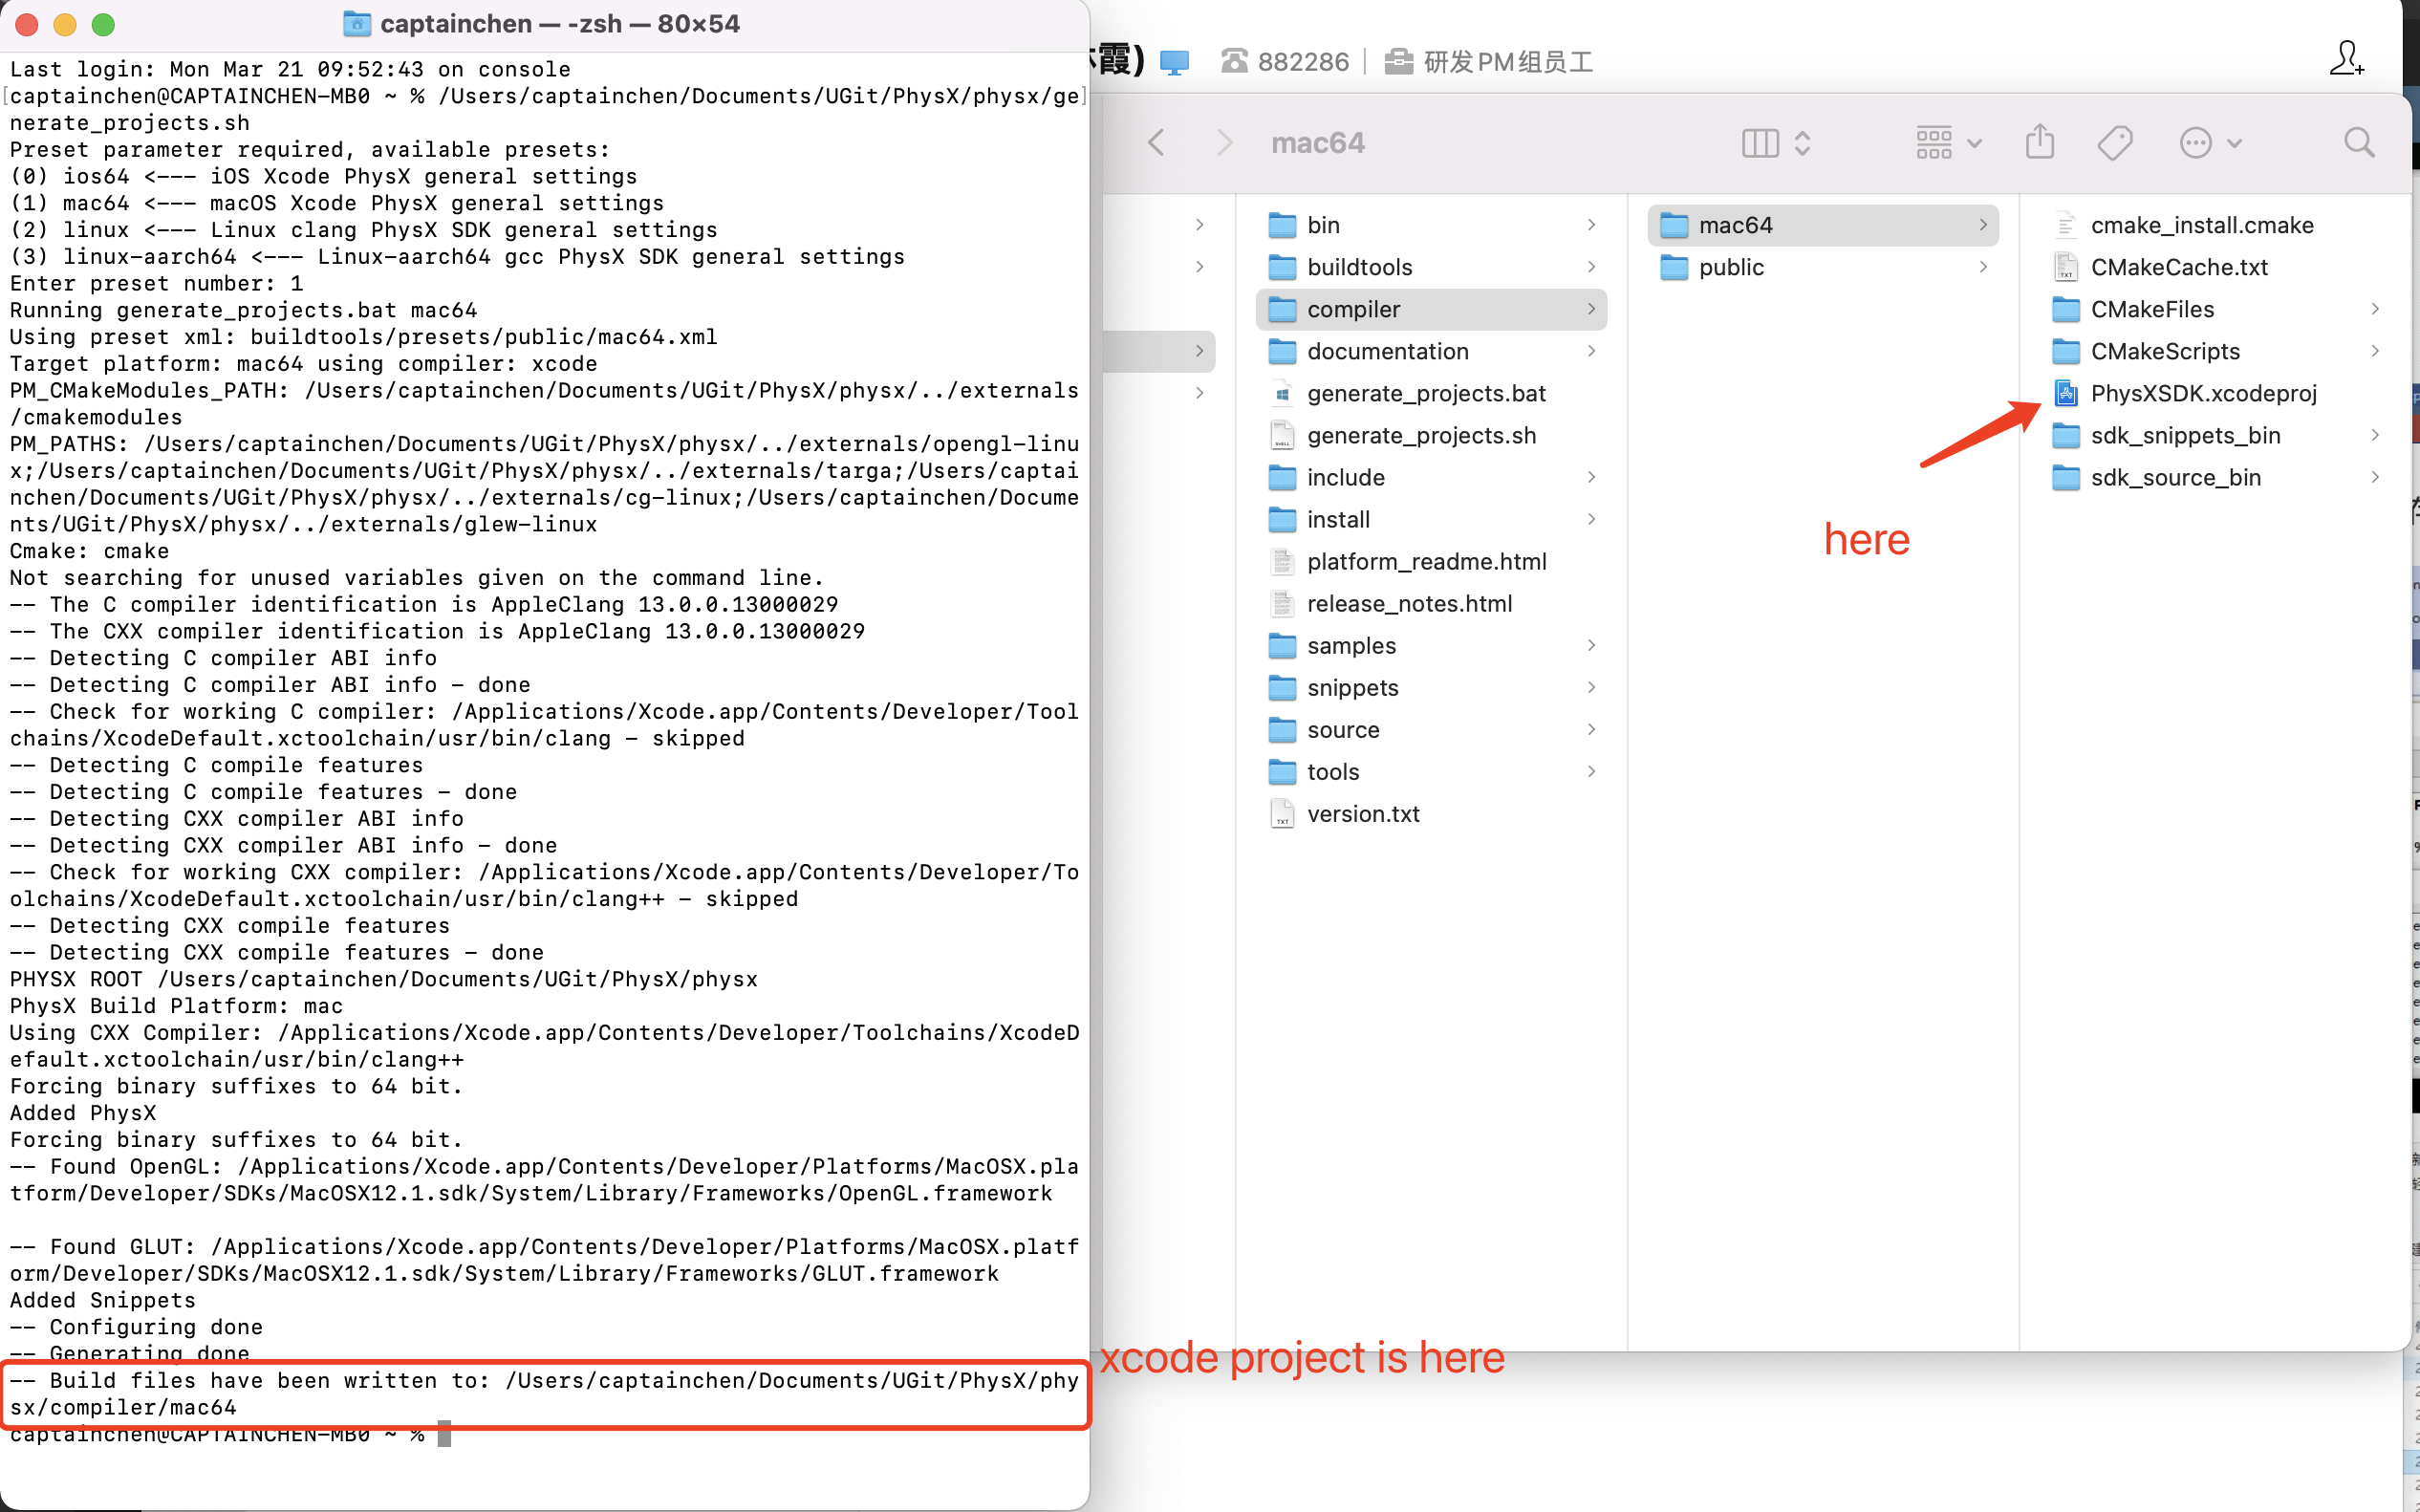 captainchen — -zsh — 80×54
Last login: Mon Mar 21 09:52:43 on console
[captainchen@CAPTAINCHEN-MB0 ~ % /Users/captainchen/Documents/UGit/PhysX/physx/ge]
nerate_projects.sh
Preset parameter required, available presets:
(0) ios64 <--- iOS Xcode PhysX general settings
(1) mac64 <--- macOS Xcode PhysX general settings
(2) linux <--- Linux clang PhysX SDK general settings
(3) linux-aarch64 <--- Linux-aarch64 gcc PhysX SDK general settings
Enter preset number: 1
Running generate_projects.bat mac64
Using preset xml: buildtools/presets/public/mac64.xml
Target platform: mac64 using compiler: xcode
PM_CMakeModules_PATH: /Users/captainchen/Documents/UGit/PhysX/physx/../externals
/cmakemodules
PM_PATHS: /Users/captainchen/Documents/UGit/PhysX/physx/../externals/opengl-linu
x;/Users/captainchen/Documents/UGit/PhysX/physx/../externals/targa;/Users/captai
nchen/Documents/UGit/PhysX/physx/../externals/cg-linux;/Users/captainchen/Docume
nts/UGit/PhysX/physx/../externals/glew-linux
Cmake: cmake
Not searching for unused variables given on the command line.
-- The C compiler identification is AppleClang 13.0.0.13000029
-- The CXX compiler identification is AppleClang 13.0.0.13000029
-- Detecting C compiler ABI info
-- Detecting C compiler ABI info - done
-- Check for working C compiler: /Applications/Xcode.app/Contents/Developer/Tool
chains/XcodeDefault.xctoolchain/usr/bin/clang - skipped
-- Detecting C compile features
-- Detecting C compile features - done
-- Detecting CXX compiler ABI info
-- Detecting CXX compiler ABI info - done
-- Check for working CXX compiler: /Applications/Xcode.app/Contents/Developer/To
olchains/XcodeDefault.xctoolchain/usr/bin/clang++ - skipped
-- Detecting CXX compile features
-- Detecting CXX compile features - done
PHYSX ROOT /Users/captainchen/Documents/UGit/PhysX/physx
PhysX Build Platform: mac
Using CXX Compiler: /Applications/Xcode.app/Contents/Developer/Toolchains/XcodeD
efault.xctoolchain/usr/bin/clang++
Forcing binary suffixes to 64 bit.
Added PhysX
Forcing binary suffixes to 64 bit.
-- Found OpenGL: /Applications/Xcode.app/Contents/Developer/Platforms/MacOSX.pla
tform/Developer/SDKs/MacOSX12.1.sdk/System/Library/Frameworks/OpenGL.framework
-- Found GLUT: /Applications/Xcode.app/Contents/Developer/Platforms/MacOSX.platf
orm/Developer/SDKs/MacOSX12.1.sdk/System/Library/Frameworks/GLUT.framework
Added Snippets
-- Configuring done
-- Generating done
-- Build files have been written to: /Users/captainchen/Documents/UGit/PhysX/phy
sx/compiler/mac64
captainchen@CAPTAINCHEN-MB0 ~ %
霞) 882286 研发PM组员工
mac64
bin
buildtools
compiler
documentation
generate_projects.bat
generate_projects.sh
include
install
platform_readme.html
release_notes.html
samples
snippets
source
tools
version.txt
mac64
public
cmake_install.cmake
CMakeCache.txt
CMakeFiles
CMakeScripts
PhysXSDK.xcodeproj
sdk_snippets_bin
sdk_source_bin
here
xcode project is here